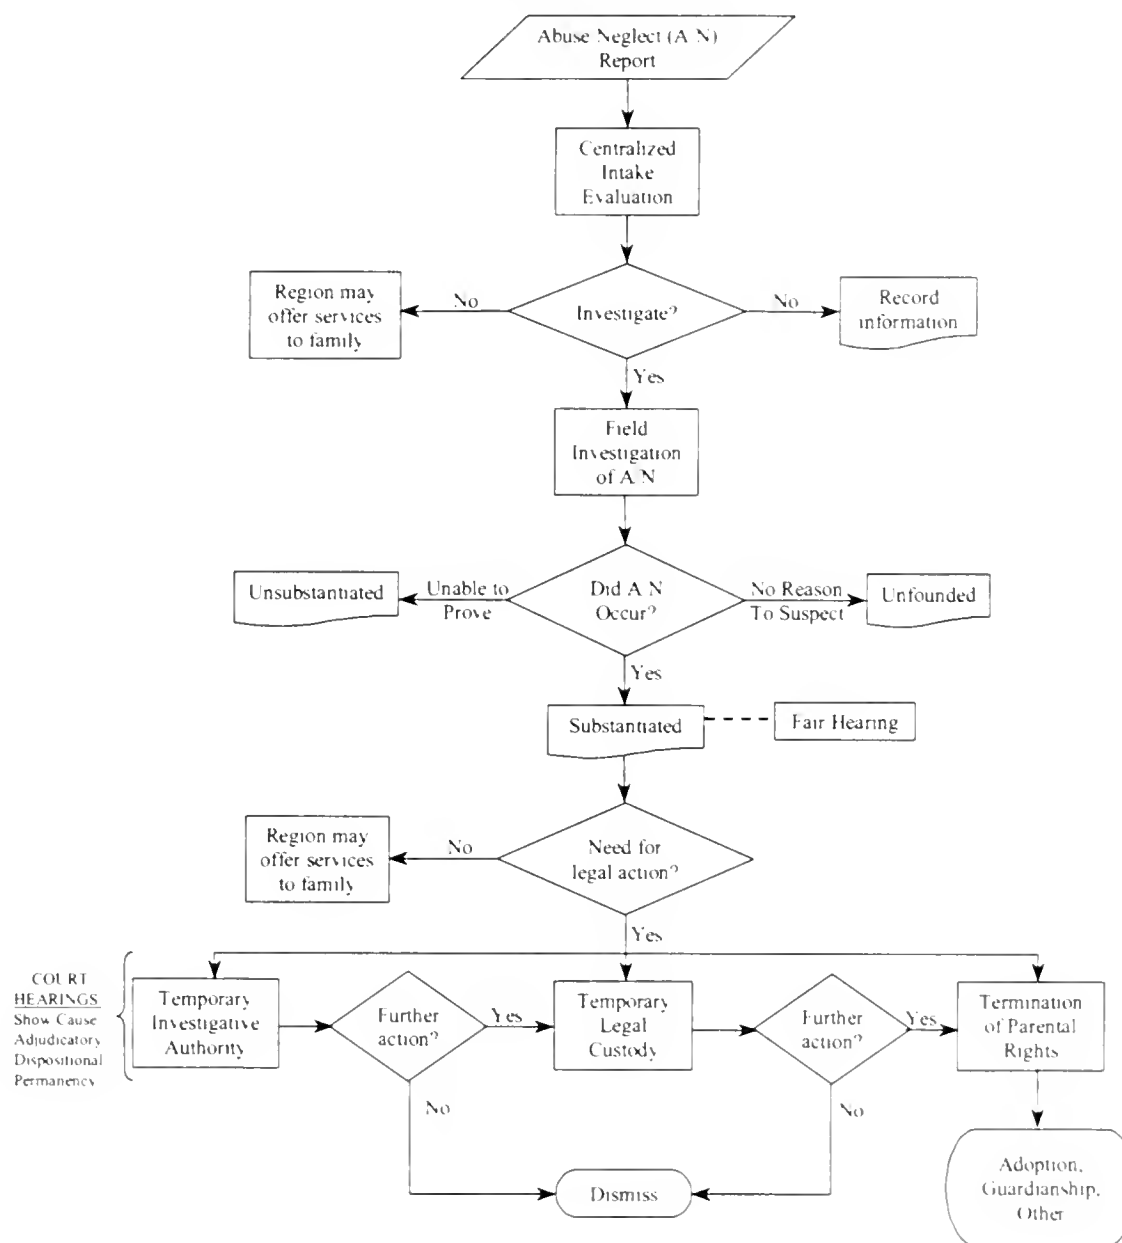 Abuse Neglect (A N)
Report
Centralized
Intake
Evaluation
Region may
offer services
to family
No
Investigate?
No
Record
information
Yes
Field
Investigation
of A N
Unsubstantiated
Unable to
Prove
Did A N
Occur?
No Reason
To Suspect
Unfounded
Yes
Substantiated
Fair Hearing
Region may
offer services
to family
No
Need for
legal action?
Yes
COURT
HEARINGS
Show Cause
Adjudicatory
Dispositional
Permanency
Temporary
Investigative
Authority
Further
action?
Yes
Temporary
Legal
Custody
Further
action?
Yes
Termination
of Parental
Rights
No
No
Dismiss
Adoption,
Guardianship,
Other